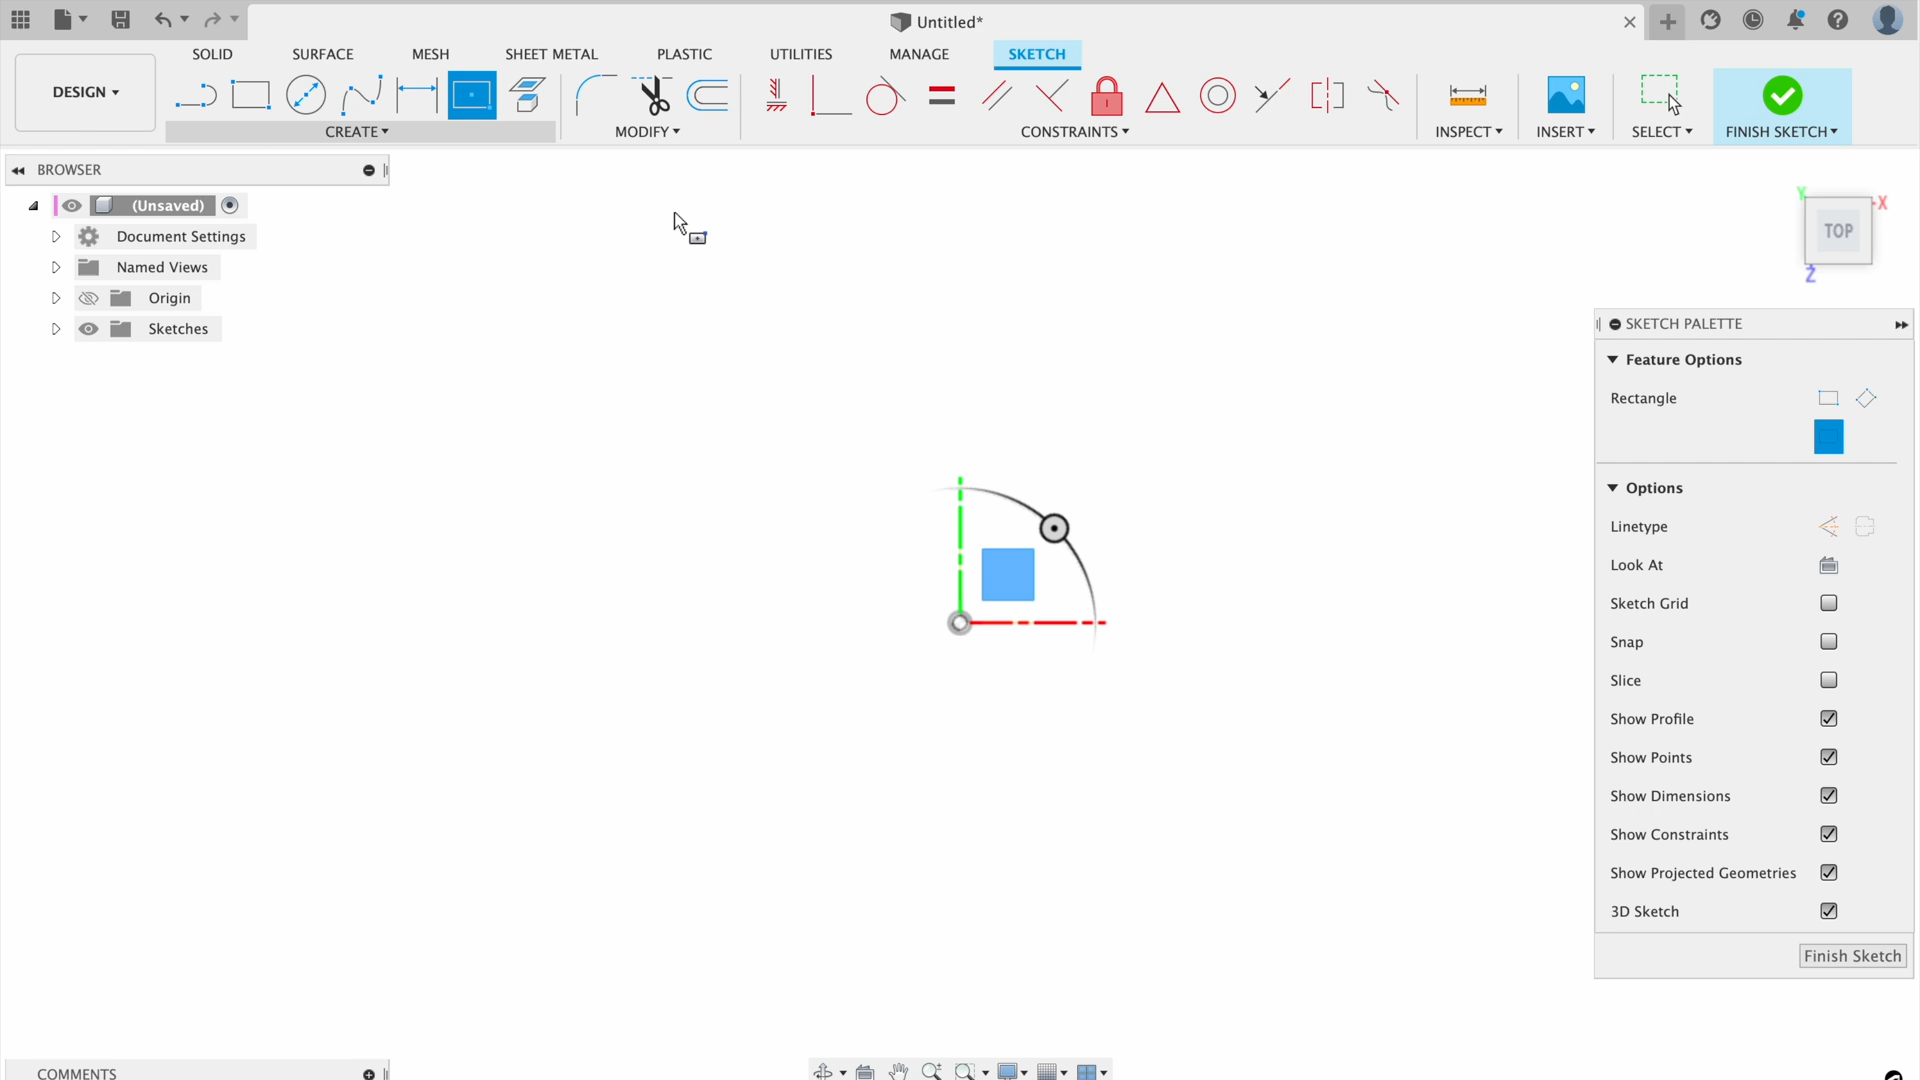 Untitled*
SOLID SURFACE MESH SHEET METAL PLASTIC UTILITIES MANAGE SKETCH
DESIGN
CREATE MODIFY CONSTRAINTS INSPECT INSERT SELECT FINISH SKETCH
BROWSER
(Unsaved)
Document Settings
Named Views
Origin
Sketches
Y
X
TOP
Z
SKETCH PALETTE
Feature Options
Rectangle
Options
Linetype
Look At
Sketch Grid
Snap
Slice
Show Profile
Show Points
Show Dimensions
Show Constraints
Show Projected Geometries
3D Sketch
Finish Sketch
COMMENTS